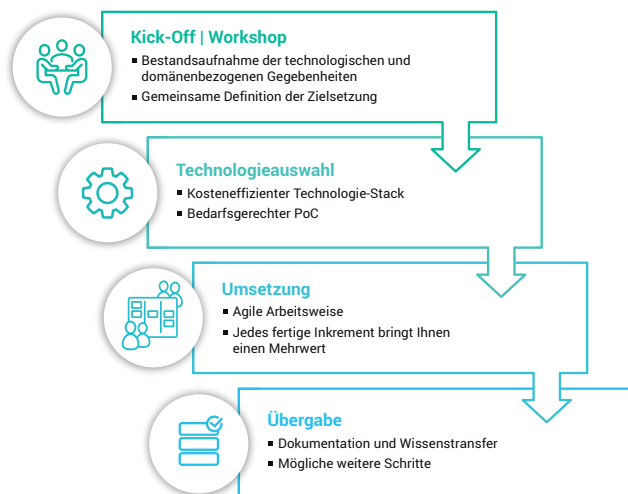 Kick-Off | Workshop
▪ Bestandsaufnahme der technologischen und
domänenbezogenen Gegebenheiten
▪ Gemeinsame Definition der Zielsetzung
Technologieauswahl
▪ Kosteneffizienter Technologie-Stack
▪ Bedarfsgerechter PoC
Umsetzung
▪ Agile Arbeitsweise
▪ Jedes fertige Inkrement bringt Ihnen
einen Mehrwert
Übergabe
▪ Dokumentation und Wissenstransfer
▪ Mögliche weitere Schritte